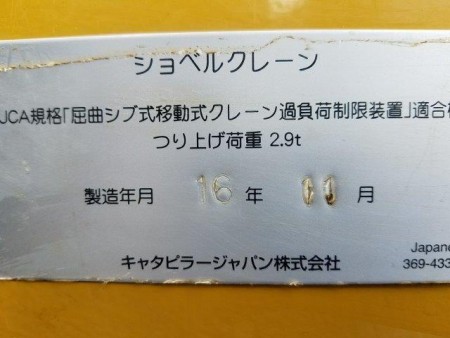 ショベルクレーン
JCA規格「屈曲ジブ式移動式クレーン過負荷制限装置」適合
つり上げ荷重 2.9t
製造年月 16 年 11 月
キャタピラージャパン株式会社
Japane
369-433